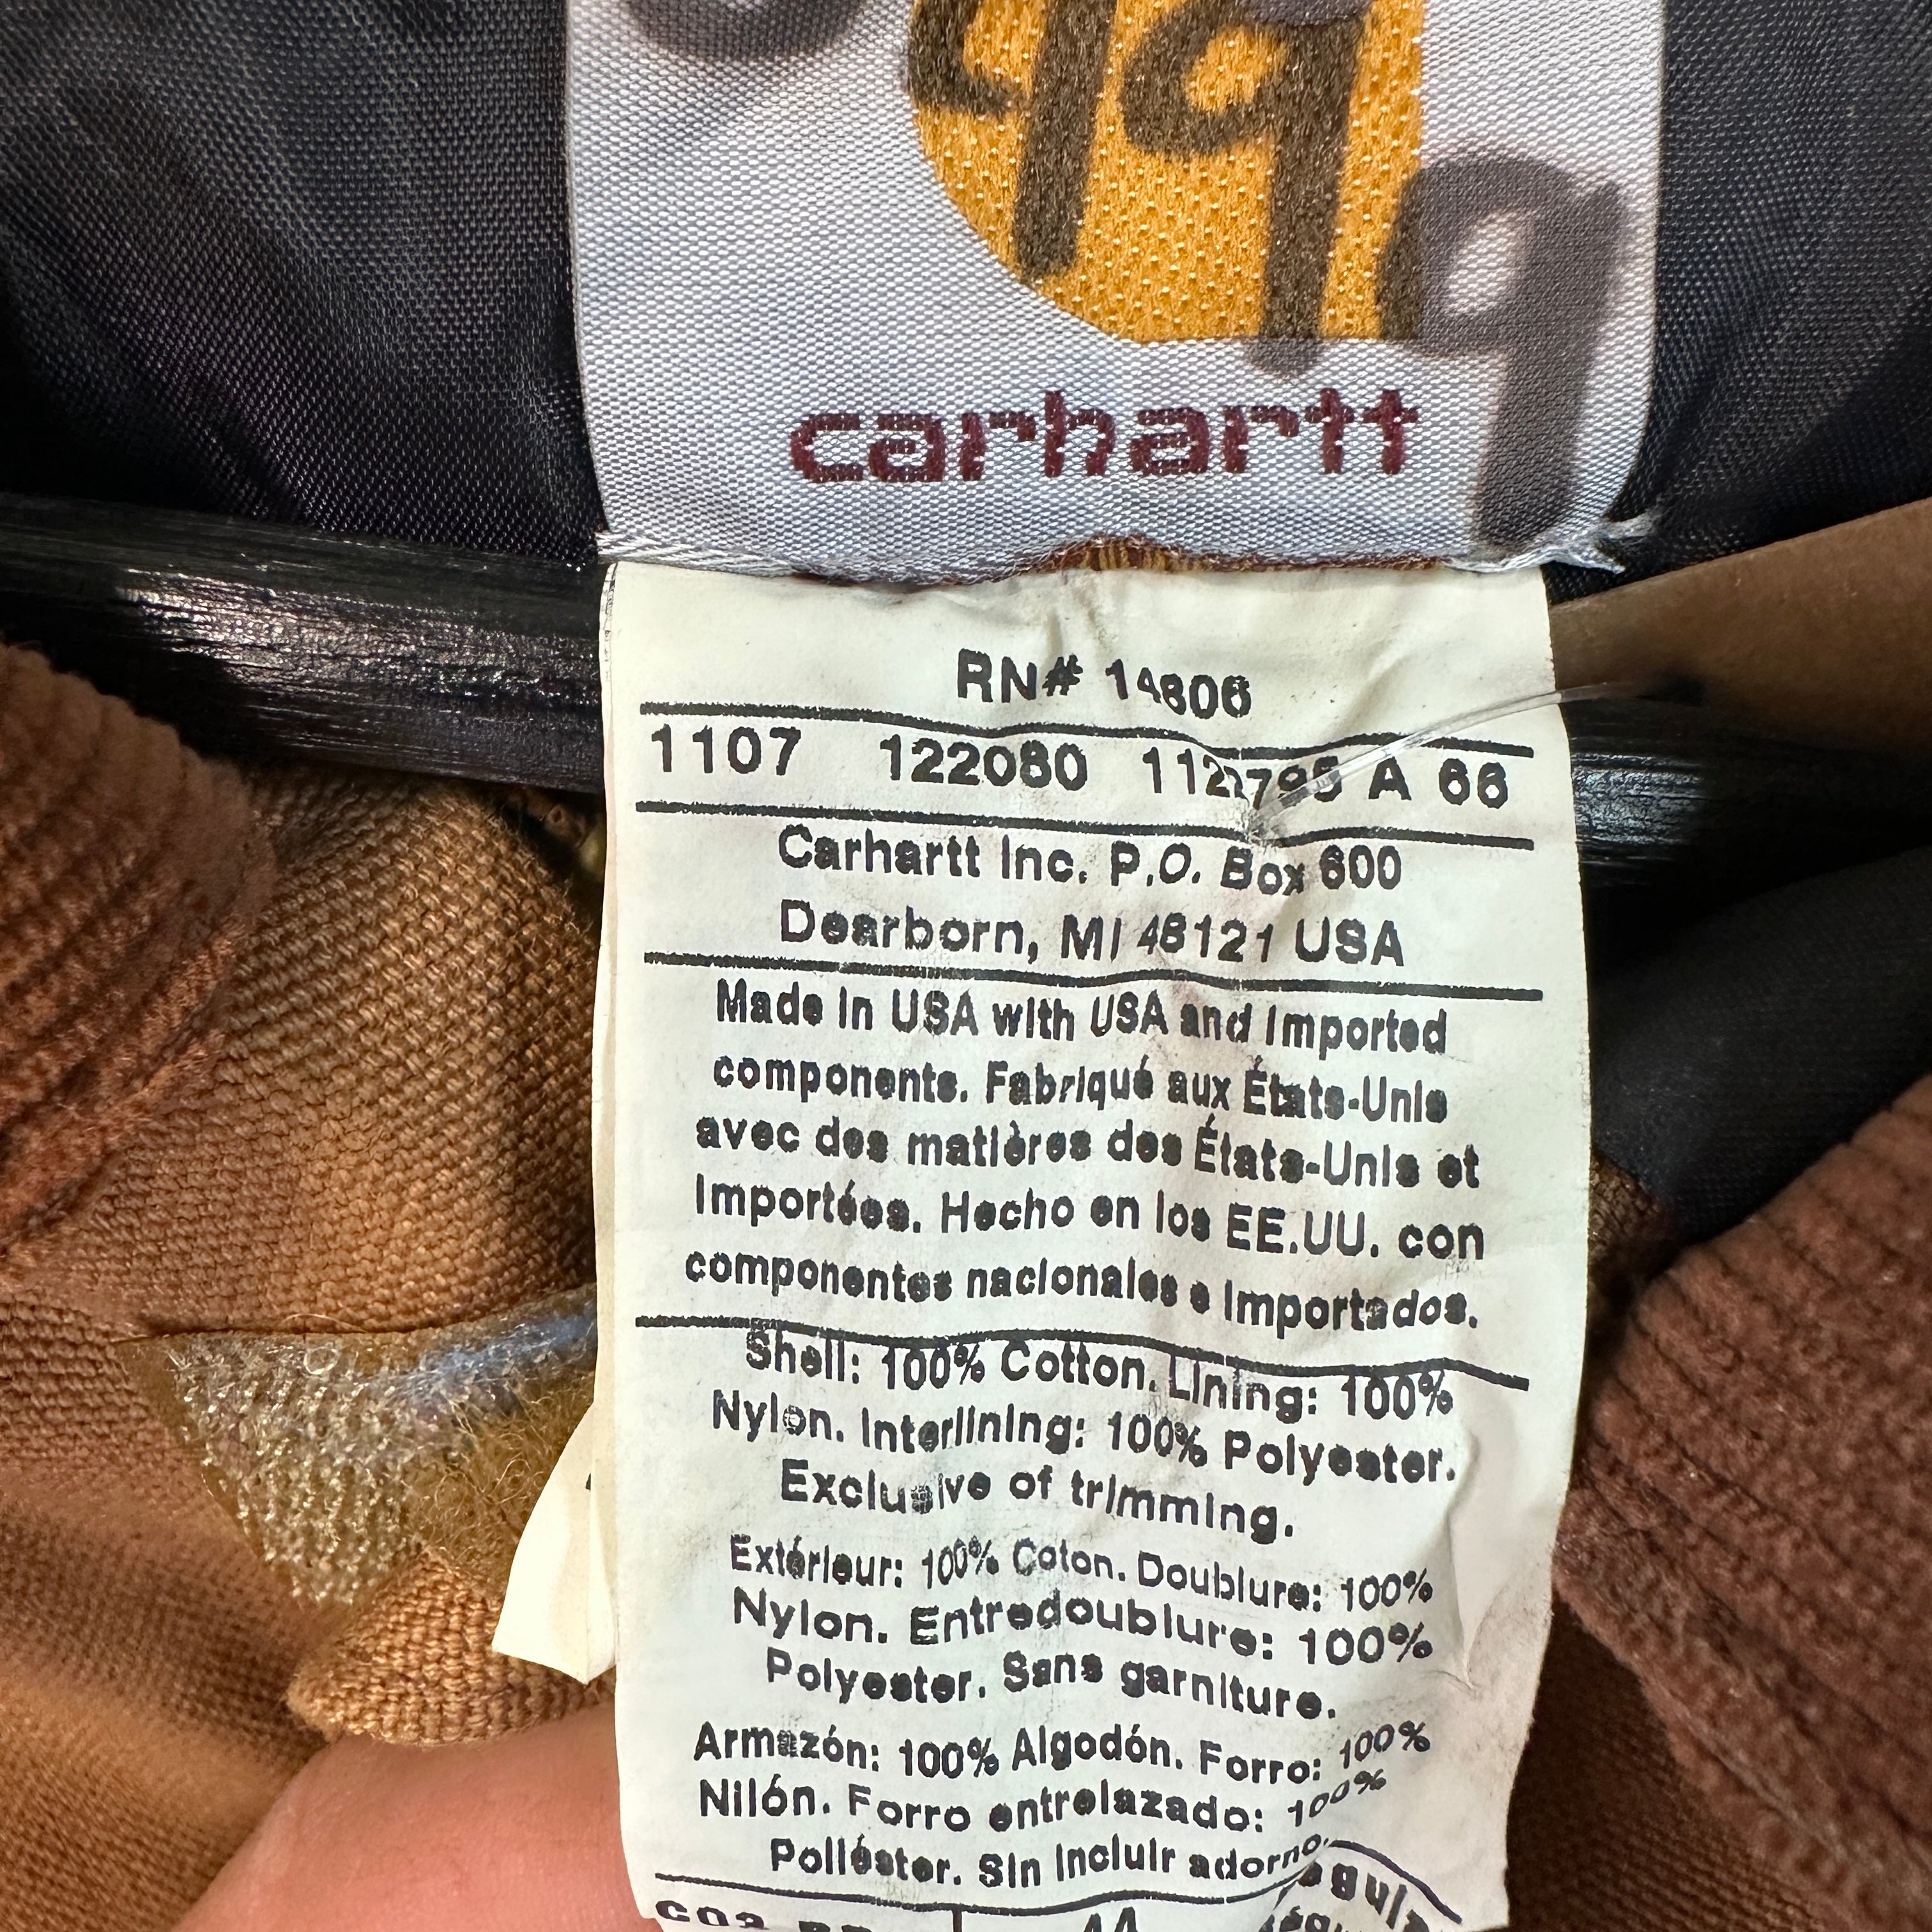 carhartt
RN# 14806
1107 122080 112795 A 66
Carhartt Inc. P.O. Box 600
Dearborn, MI 48121 USA
Made in USA with USA and imported
components. Fabriqué aux États-Unis
avec des matières des États-Unis et
importées. Hecho en los EE.UU. con
componentes nacionales e importados.
Shell: 100% Cotton. Lining: 100%
Nylon. Interlining: 100% Polyester.
Exclusive of trimming.
Extérieur: 100% Coton. Doublure: 100%
Nylon. Entredoublure: 100%
Polyester. Sans garniture.
Armazón: 100% Algodón. Forro: 100%
Nilón. Forro entrelazado: 100%
Poliéster. Sin incluir adorno.
44